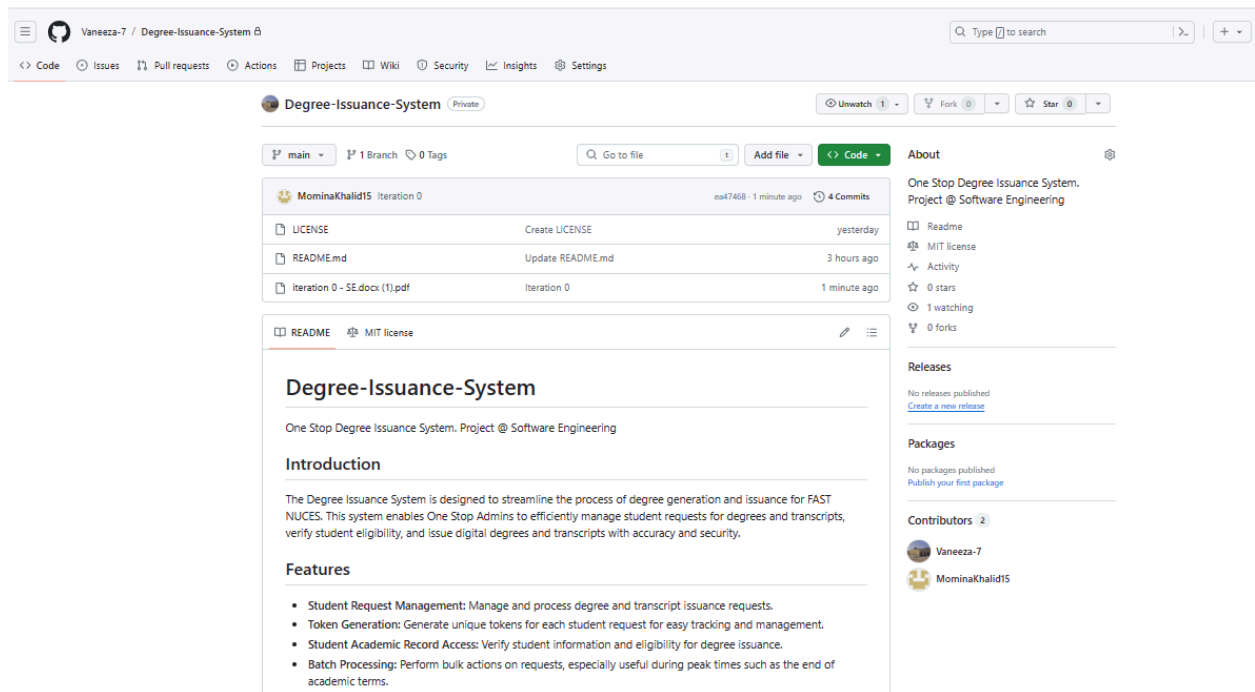 Vaneeza-7 / Degree-Issuance-System
Type / to search
Code Issues Pull requests Actions Projects Wiki Security Insights Settings
Degree-Issuance-System Private
Unwatch 1 Fork 0 Star 0
main 1 Branch 0 Tags Go to file t Add file Code
MominaKhalid15 Iteration 0 ea47468 · 1 minute ago 4 Commits
LICENSE Create LICENSE yesterday
README.md Update README.md 3 hours ago
iteration 0 - SE.docx (1).pdf Iteration 0 1 minute ago
README MIT license
Degree-Issuance-System
One Stop Degree Issuance System. Project @ Software Engineering
Introduction
The Degree Issuance System is designed to streamline the process of degree generation and issuance for FAST
NUCES. This system enables One Stop Admins to efficiently manage student requests for degrees and transcripts,
verify student eligibility, and issue digital degrees and transcripts with accuracy and security.
Features
• Student Request Management: Manage and process degree and transcript issuance requests.
• Token Generation: Generate unique tokens for each student request for easy tracking and management.
• Student Academic Record Access: Verify student information and eligibility for degree issuance.
• Batch Processing: Perform bulk actions on requests, especially useful during peak times such as the end of
academic terms.
About
One Stop Degree Issuance System.
Project @ Software Engineering
Readme
MIT license
Activity
0 stars
1 watching
0 forks
Releases
No releases published
Create a new release
Packages
No packages published
Publish your first package
Contributors 2
Vaneeza-7
MominaKhalid15